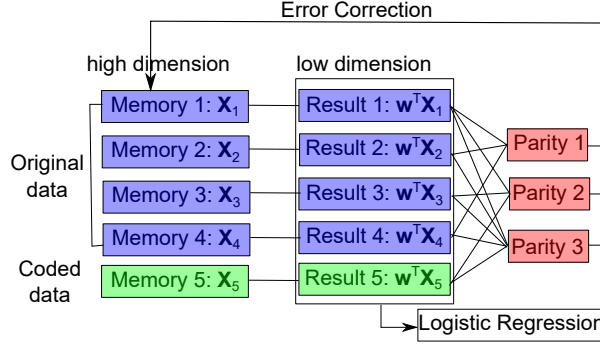 Error Correction
high dimension low dimension
Memory 1: X₁ Result 1: wᵀX₁
Memory 2: X₂ Result 2: wᵀX₂ Parity 1
Original data
Memory 3: X₃ Result 3: wᵀX₃ Parity 2
Memory 4: X₄ Result 4: wᵀX₄ Parity 3
Coded data
Memory 5: X₅ Result 5: wᵀX₅
Logistic Regression